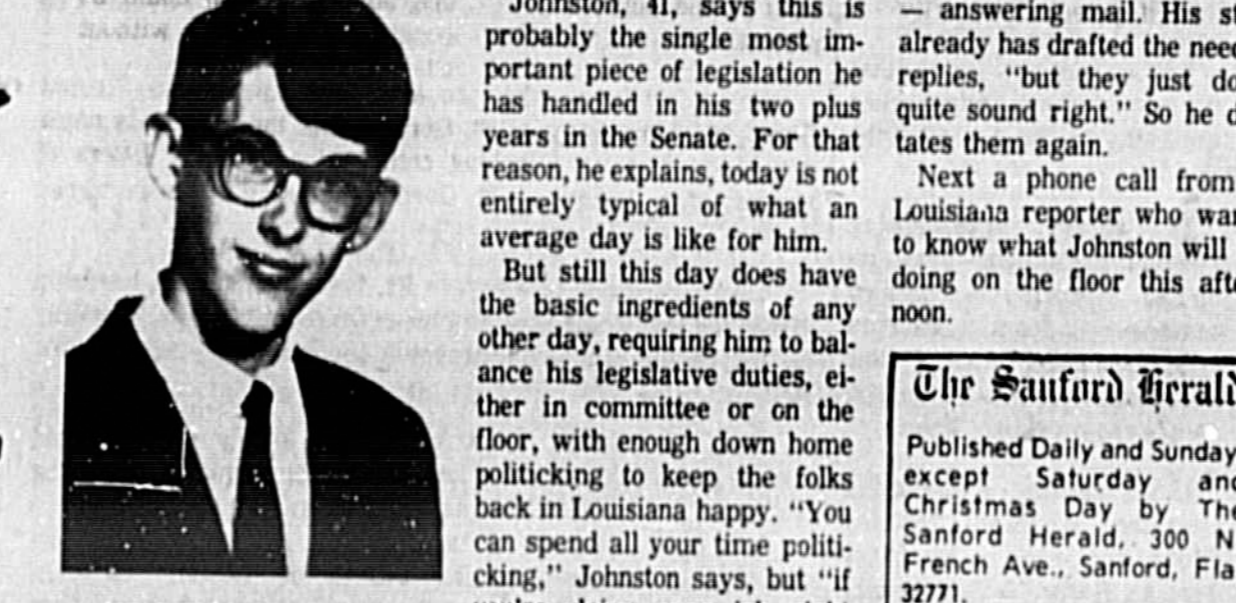 Johnston, 41, says this is
probably the single most im-
portant piece of legislation he
has handled in his two plus
years in the Senate. For that
reason, he explains, today is not
entirely typical of what an
average day is like for him.
But still this day does have
the basic ingredients of any
other day, requiring him to bal-
ance his legislative duties, ei-
ther in committee or on the
floor, with enough down home
politicking to keep the folks
back in Louisiana happy. "You
can spend all your time politi-
cking," Johnston says, but "if
— answering mail. His st
already has drafted the need
replies, "but they just do
quite sound right." So he d
tates them again.
Next a phone call from
Louisiana reporter who wan
to know what Johnston will
doing on the floor this afte
noon.
The Sanford Herald
Published Daily and Sunday
except Saturday and
Christmas Day by The
Sanford Herald, 300 N
French Ave., Sanford, Fla
32771.